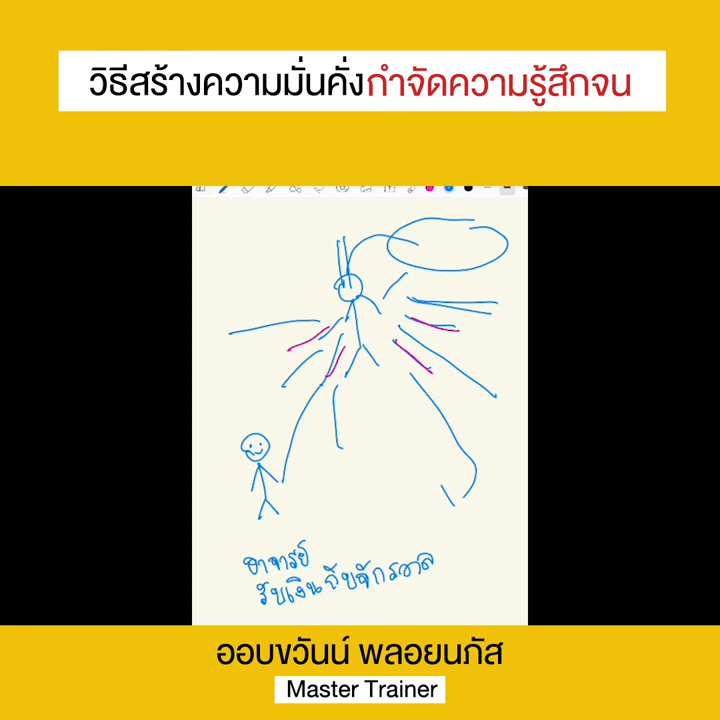 วิธีสร้างความมั่นคั่งกำจัดความรู้สึกจน
อาจารย์
รับเงินกับจักรวาล
ออบขวันน์ พลอยนภัส
Master Trainer